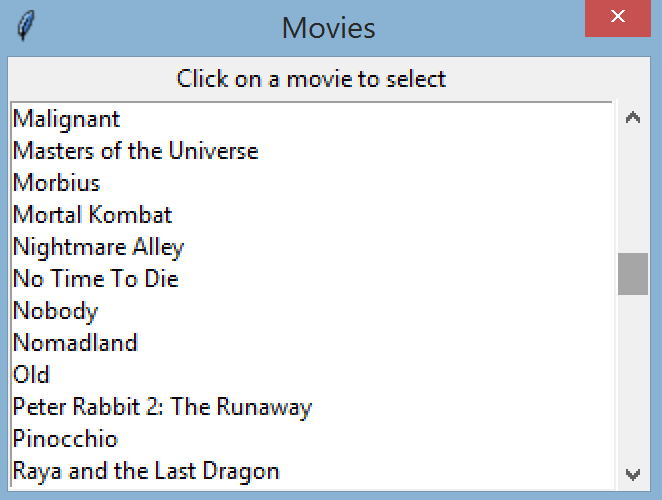 Movies
Click on a movie to select
Malignant
Masters of the Universe
Morbius
Mortal Kombat
Nightmare Alley
No Time To Die
Nobody
Nomadland
Old
Peter Rabbit 2: The Runaway
Pinocchio
Raya and the Last Dragon